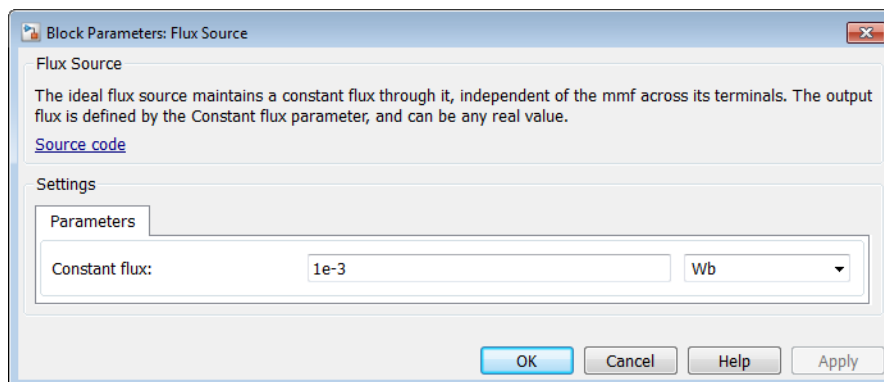 Block Parameters: Flux Source
Flux Source
The ideal flux source maintains a constant flux through it, independent of the mmf across its terminals. The output
flux is defined by the Constant flux parameter, and can be any real value.
Source code
Settings
Parameters
Constant flux: 1e-3 Wb
OK Cancel Help Apply